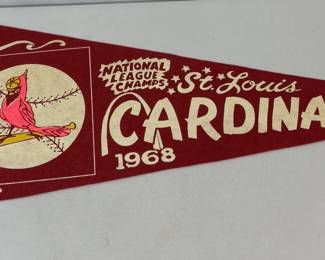 NATIONAL
LEAGUE
CHAMPS
St. Louis
CARDINA
1968